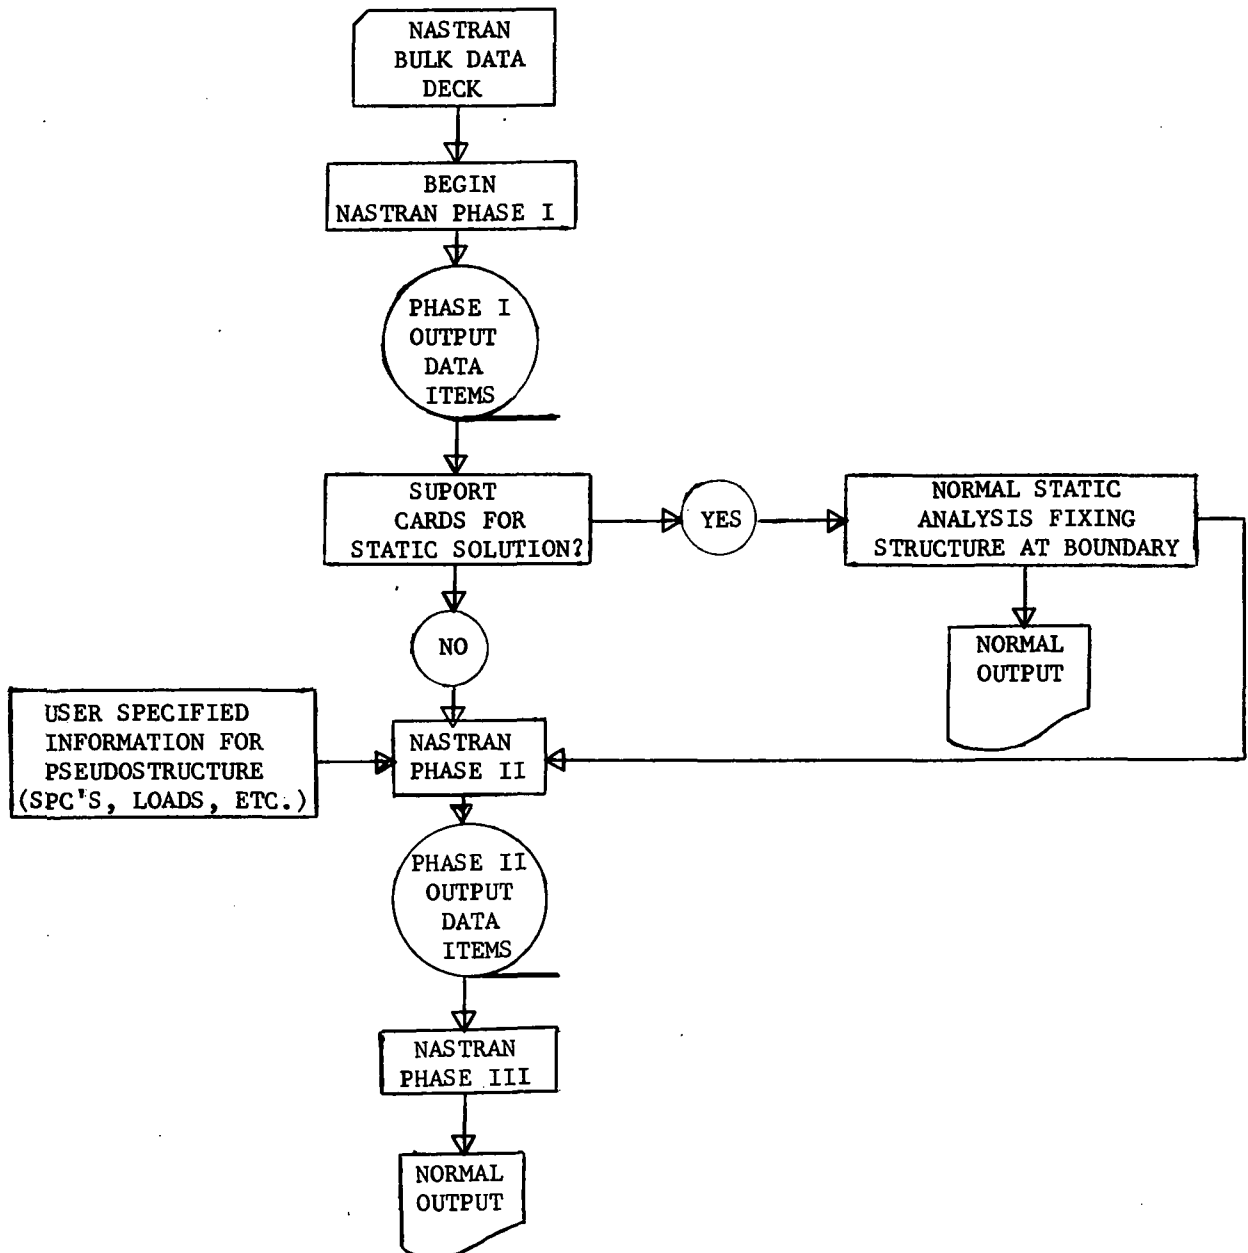 NASTRAN
BULK DATA
DECK
BEGIN
NASTRAN PHASE I
PHASE I
OUTPUT
DATA
ITEMS
SUPORT
CARDS FOR
STATIC SOLUTION?
YES
NORMAL STATIC
ANALYSIS FIXING
STRUCTURE AT BOUNDARY
NORMAL
OUTPUT
NO
USER SPECIFIED
INFORMATION FOR
PSEUDOSTRUCTURE
(SPC'S, LOADS, ETC.)
NASTRAN
PHASE II
PHASE II
OUTPUT
DATA
ITEMS
NASTRAN
PHASE III
NORMAL
OUTPUT